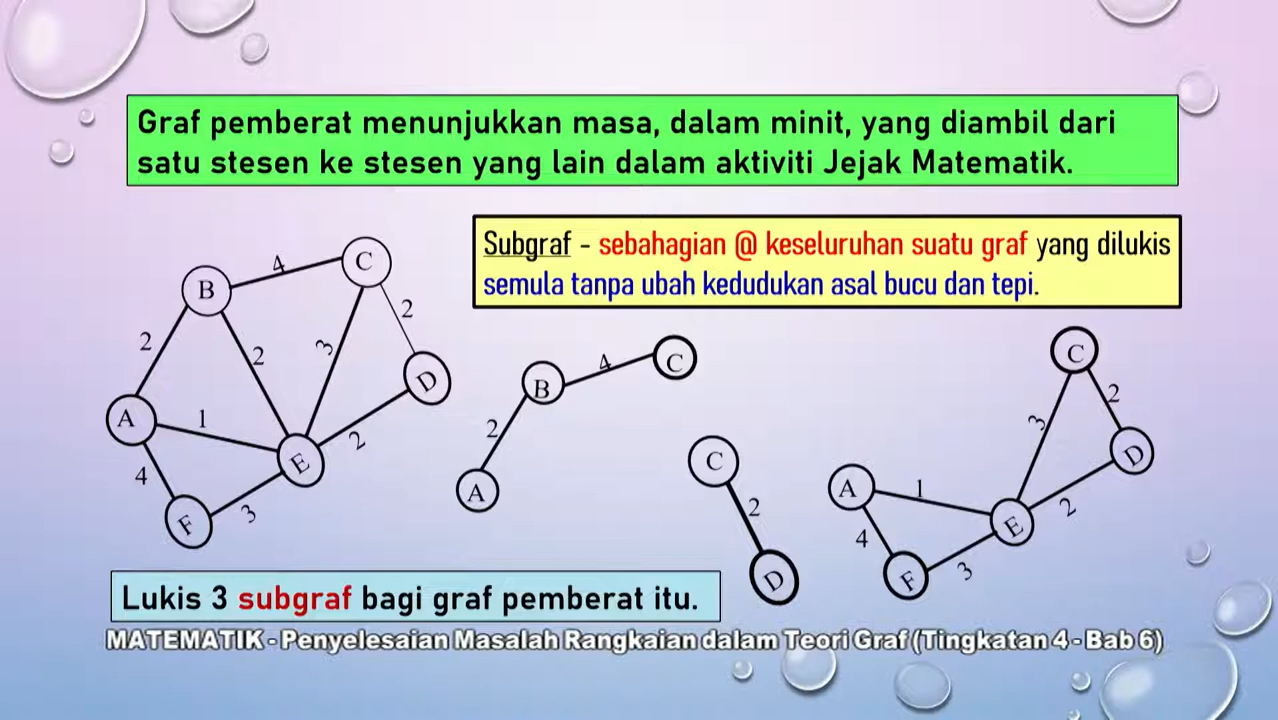 Graf pemberat menunjukkan masa, dalam minit, yang diambil dari
satu stesen ke stesen yang lain dalam aktiviti Jejak Matematik.
Subgraf - sebahagian @ keseluruhan suatu graf yang dilukis
semula tanpa ubah kedudukan asal bucu dan tepi.
B 4 C
2 2 3 2
A 1 E 2 D
4 F 3
A 2 B 4 C
C 2 D
C 2 D
3 2
A 1 E
4 F 3
Lukis 3 subgraf bagi graf pemberat itu.
MATEMATIK - Penyelesaian Masalah Rangkaian dalam Teori Graf (Tingkatan 4 - Bab 6)